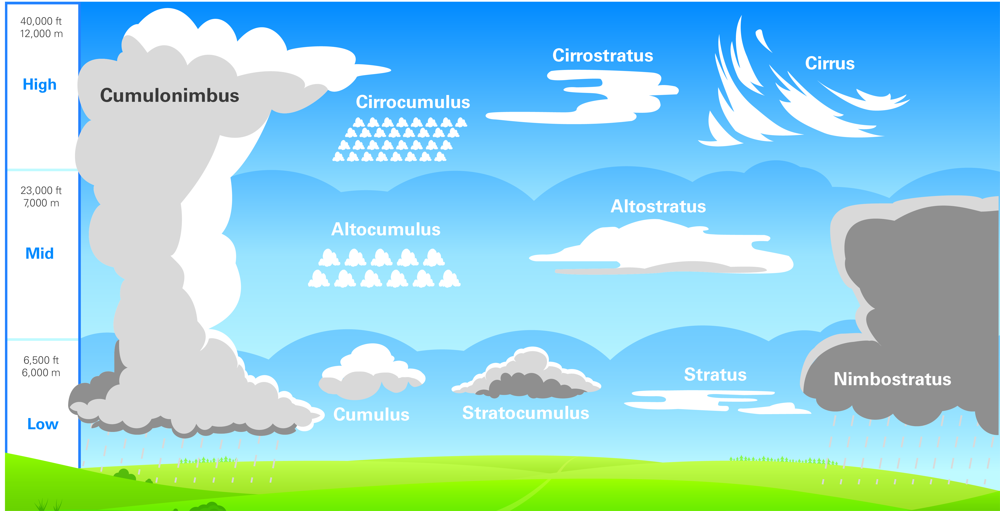 40,000 ft
12,000 m
High
23,000 ft
7,000 m
Mid
6,500 ft
6,000 m
Low
Cumulonimbus
Cirrocumulus
Cirrostratus
Cirrus
Altocumulus
Altostratus
Cumulus
Stratocumulus
Stratus
Nimbostratus